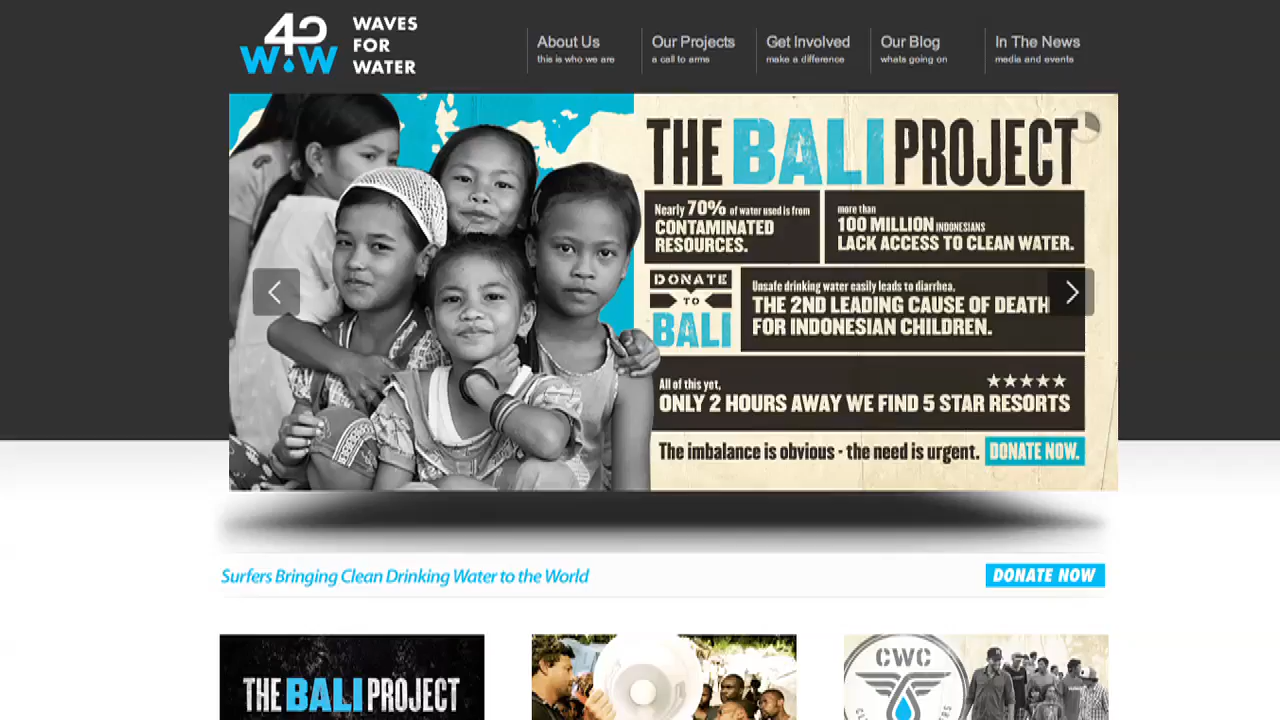 W4W
WAVES
FOR
WATER
About Us
this is who we are
Our Projects
a call to arms
Get Involved
make a difference
Our Blog
whats going on
In The News
media and events
THE BALI PROJECT
Nearly 70% of water used is from
CONTAMINATED
RESOURCES.
more than
100 MILLION INDONESIANS
LACK ACCESS TO CLEAN WATER.
DONATE
TO
BALI
Unsafe drinking water easily leads to diarrhea,
THE 2ND LEADING CAUSE OF DEATH
FOR INDONESIAN CHILDREN.
All of this yet,
ONLY 2 HOURS AWAY WE FIND 5 STAR RESORTS
The imbalance is obvious - the need is urgent. DONATE NOW.
Surfers Bringing Clean Drinking Water to the World
DONATE NOW
THE BALI PROJECT
CWC